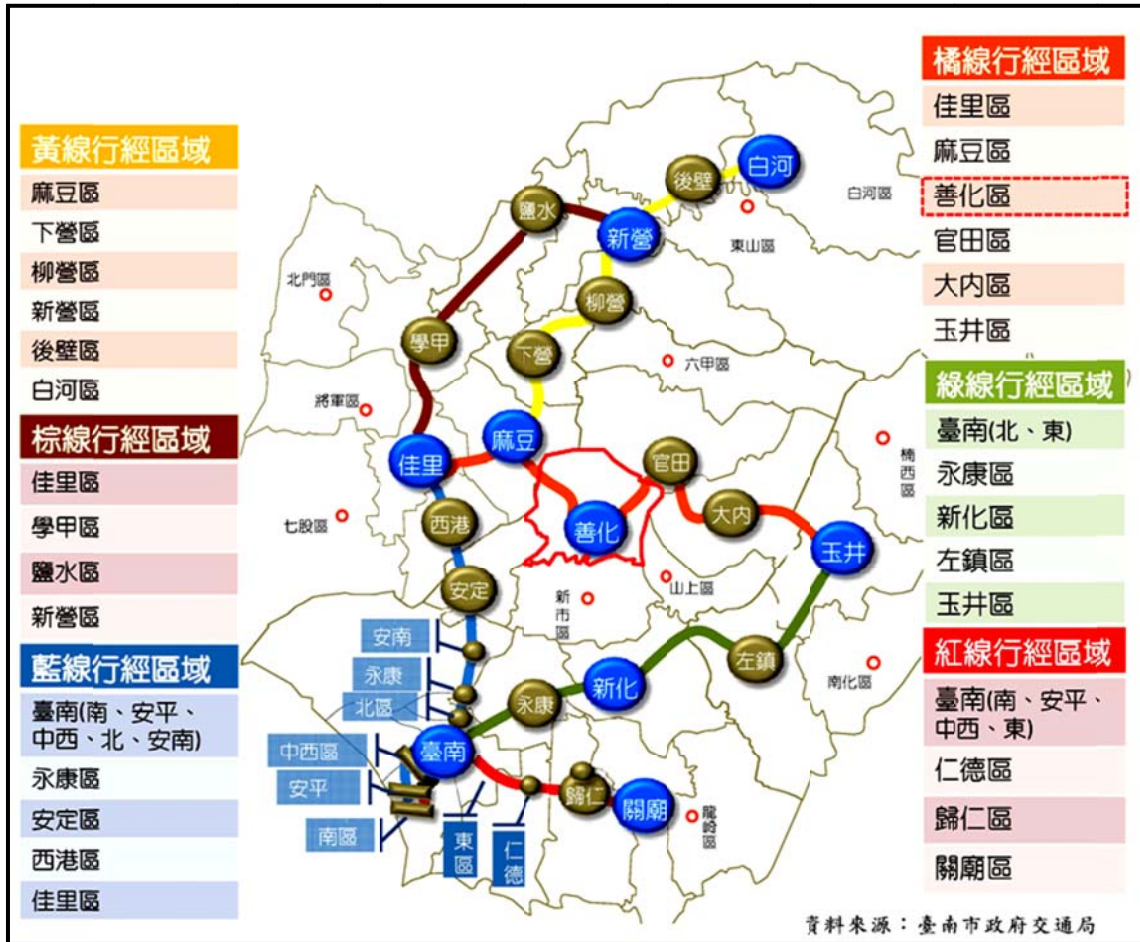 黃線行經區域
麻豆區
下營區
柳營區
新營區
後壁區
白河區
棕線行經區域
佳里區
學甲區
鹽水區
新營區
藍線行經區域
臺南(南、安平、
中西、北、安南)
永康區
安定區
西港區
佳里區
白河
後壁
白河區
鹽水
新營
東山區
北門區
柳營
學甲
下營
六甲區
將軍區
麻豆
佳里
官田
楠西區
七股區
西港
善化
大內
玉井
安定
新市區
山上區
安南
左鎮
永康
新化
南化區
北區
永康
中西區
臺南
安平
歸仁
關廟
龍崎區
南區
東區
仁德
橘線行經區域
佳里區
麻豆區
善化區
官田區
大內區
玉井區
綠線行經區域
臺南(北、東)
永康區
新化區
左鎮區
玉井區
紅線行經區域
臺南(南、安平、
中西、東)
仁德區
歸仁區
關廟區
資料來源：臺南市政府交通局